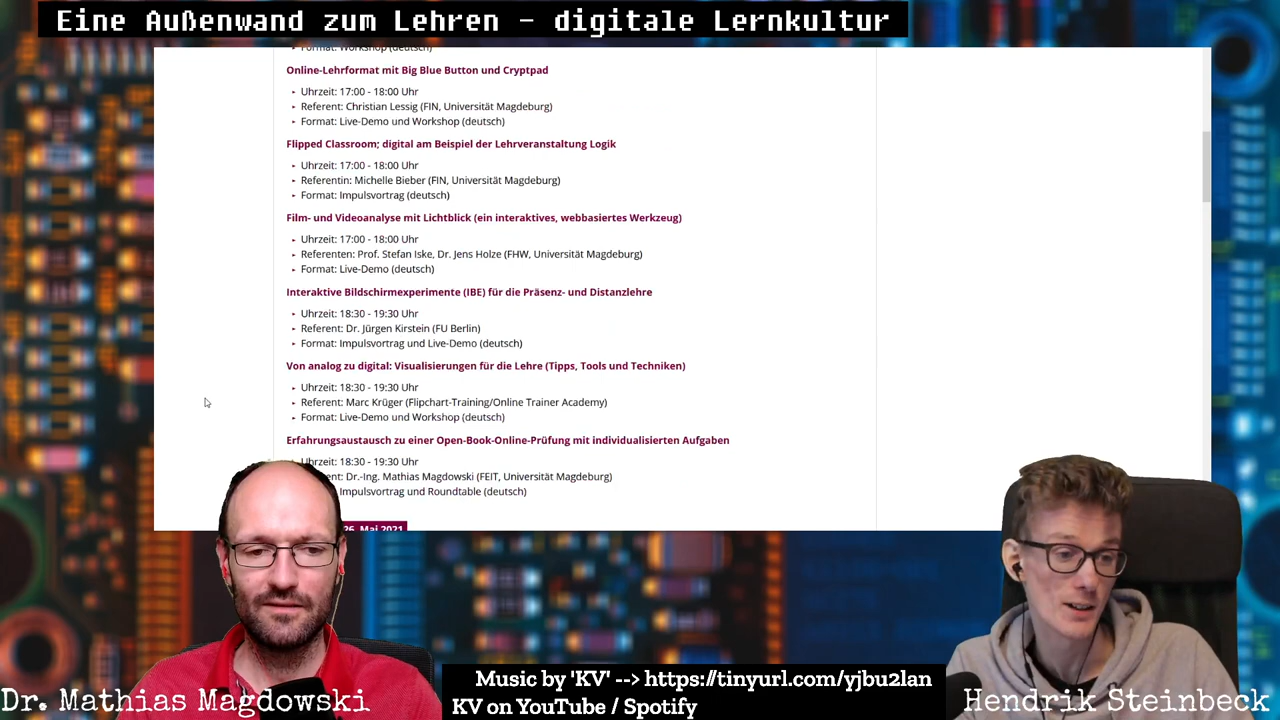 Eine Außenwand zum Lehren - digitale Lernkultur
Format: Workshop (deutsch)
Online-Lehrformat mit Big Blue Button und Cryptpad
Uhrzeit: 17:00 - 18:00 Uhr
Referent: Christian Lessig (FIN, Universität Magdeburg)
Format: Live-Demo und Workshop (deutsch)
Flipped Classroom; digital am Beispiel der Lehrveranstaltung Logik
Uhrzeit: 17:00 - 18:00 Uhr
Referentin: Michelle Bieber (FIN, Universität Magdeburg)
Format: Impulsvortrag (deutsch)
Film- und Videoanalyse mit Lichtblick (ein interaktives, webbasiertes Werkzeug)
Uhrzeit: 17:00 - 18:00 Uhr
Referenten: Prof. Stefan Iske, Dr. Jens Holze (FHW, Universität Magdeburg)
Format: Live-Demo (deutsch)
Interaktive Bildschirmexperimente (IBE) für die Präsenz- und Distanzlehre
Uhrzeit: 18:30 - 19:30 Uhr
Referent: Dr. Jürgen Kirstein (FU Berlin)
Format: Impulsvortrag und Live-Demo (deutsch)
Von analog zu digital: Visualisierungen für die Lehre (Tipps, Tools und Techniken)
Uhrzeit: 18:30 - 19:30 Uhr
Referent: Marc Krüger (Flipchart-Training/Online Trainer Academy)
Format: Live-Demo und Workshop (deutsch)
Erfahrungsaustausch zu einer Open-Book-Online-Prüfung mit individualisierten Aufgaben
Uhrzeit: 18:30 - 19:30 Uhr
ent: Dr.-Ing. Mathias Magdowski (FEIT, Universität Magdeburg)
Impulsvortrag und Roundtable (deutsch)
26. Mai 2021
Music by 'KV' --> https://tinyurl.com/yjbu2lan
KV on YouTube / Spotify
Dr. Mathias Magdowski
Hendrik Steinbeck